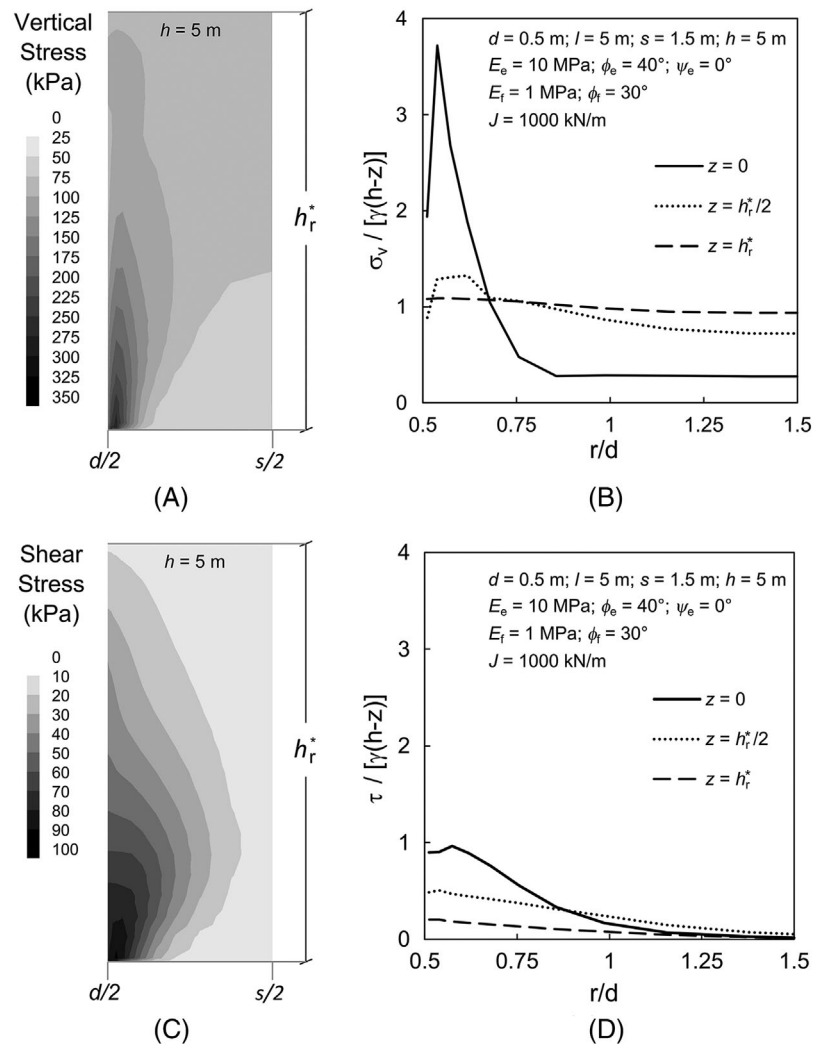 Vertical
Stress
(kPa)
0
25
50
75
100
125
150
175
200
225
250
275
300
325
350
h = 5 m
h*r
d/2
s/2
(A)
4
3
2
1
0
σv / [γ(h-z)]
d = 0.5 m; l = 5 m; s = 1.5 m; h = 5 m
Ee = 10 MPa; ϕe = 40°; ψe = 0°
Ef = 1 MPa; ϕf = 30°
J = 1000 kN/m
z = 0
z = h*r/2
z = h*r
0.5 0.75 1 1.25 1.5
r/d
(B)
Shear
Stress
(kPa)
0
10
20
30
40
50
60
70
80
90
100
h = 5 m
h*r
d/2
s/2
(C)
4
3
2
1
0
τ / [γ(h-z)]
d = 0.5 m; l = 5 m; s = 1.5 m; h = 5 m
Ee = 10 MPa; ϕe = 40°; ψe = 0°
Ef = 1 MPa; ϕf = 30°
J = 1000 kN/m
z = 0
z = h*r/2
z = h*r
0.5 0.75 1 1.25 1.5
r/d
(D)